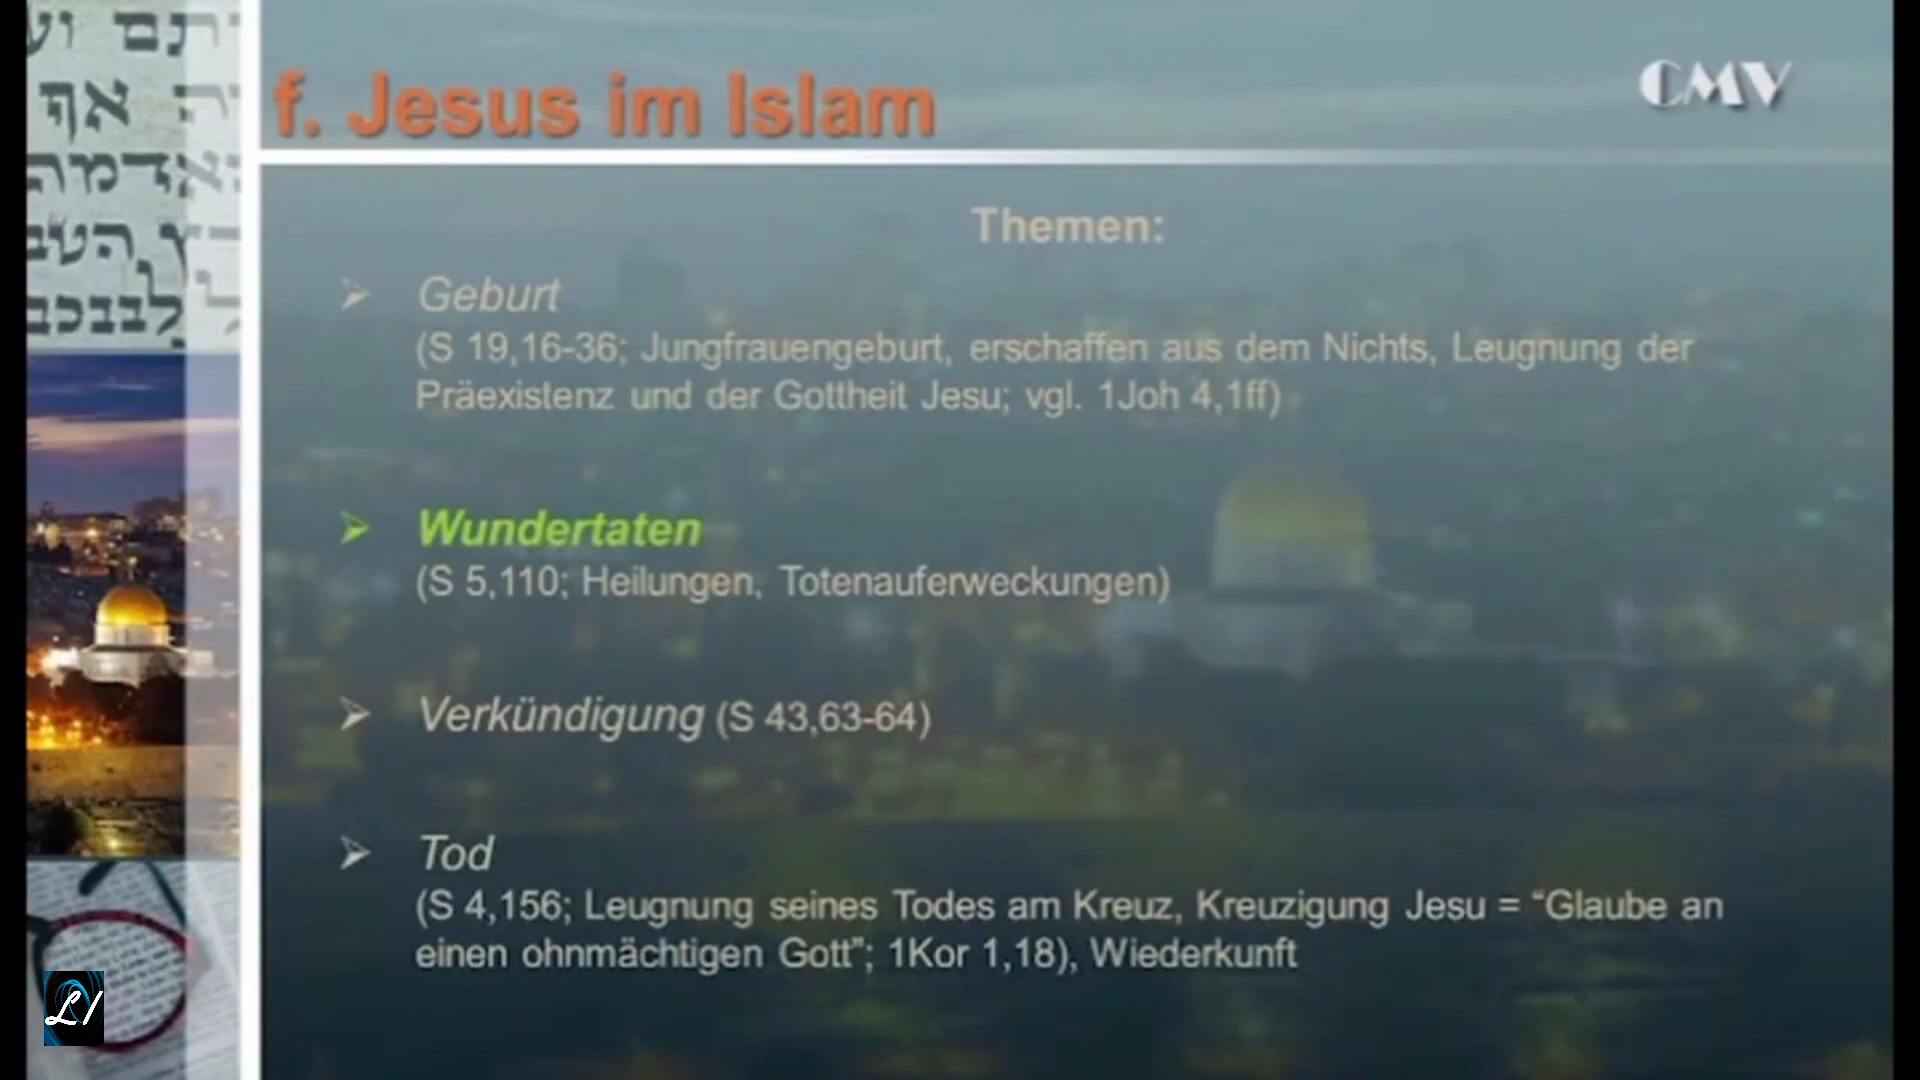 f. Jesus im Islam
CMV
Themen:
➢ Geburt
(S 19,16-36; Jungfrauengeburt, erschaffen aus dem Nichts, Leugnung der
Präexistenz und der Gottheit Jesu; vgl. 1Joh 4,1ff)
➢ Wundertaten
(S 5,110; Heilungen, Totenauferweckungen)
➢ Verkündigung (S 43,63-64)
➢ Tod
(S 4,156; Leugnung seines Todes am Kreuz, Kreuzigung Jesu = “Glaube an
einen ohnmächtigen Gott”; 1Kor 1,18), Wiederkunft